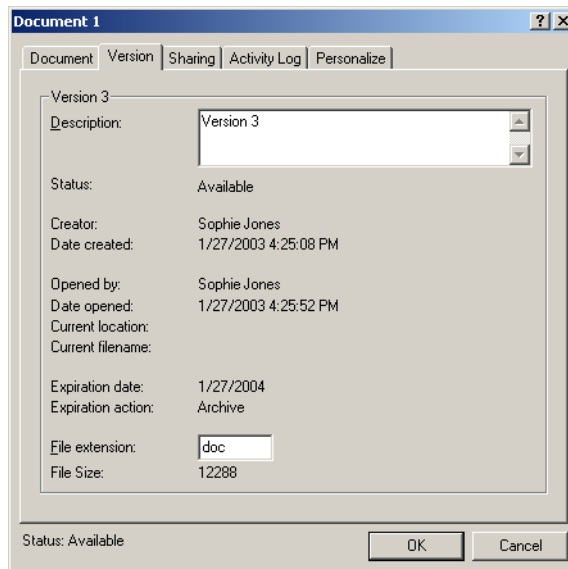 Document 1
Document Version Sharing Activity Log Personalize
Version 3
Description: Version 3
Status: Available
Creator: Sophie Jones
Date created: 1/27/2003 4:25:08 PM
Opened by: Sophie Jones
Date opened: 1/27/2003 4:25:52 PM
Current location:
Current filename:
Expiration date: 1/27/2004
Expiration action: Archive
File extension: doc
File Size: 12288
Status: Available OK Cancel